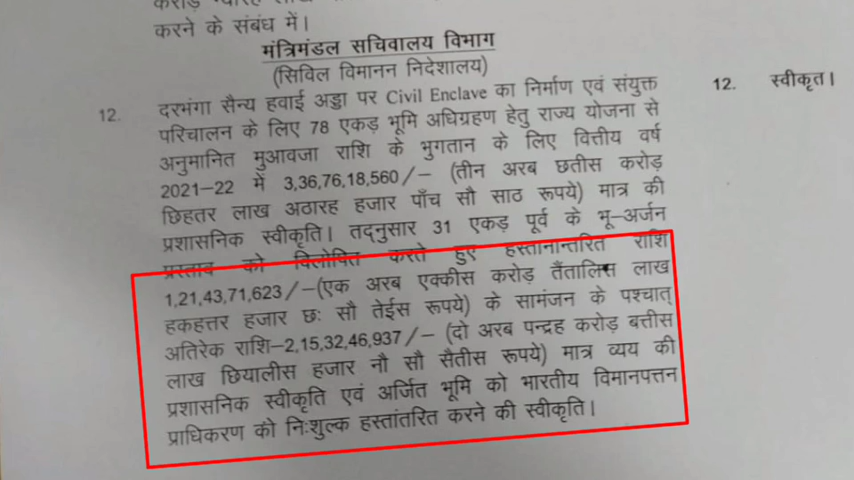 करने के संबंध में।
मंत्रिमंडल सचिवालय विभाग
(सिविल विमानन निदेशालय)
12. दरभंगा सैन्य हवाई अड्डा पर Civil Enclave का निर्माण एवं संयुक्त 12. स्वीकृत।
परिचालन के लिए 78 एकड़ भूमि अधिग्रहण हेतु राज्य योजना से
अनुमानित मुआवजा राशि के भुगतान के लिए वित्तीय वर्ष
2021–22 में 3,36,76,18,560/– (तीन अरब छतीस करोड़
छिहतर लाख अठारह हजार पाँच सौ साठ रूपये) मात्र की
प्रशासनिक स्वीकृति। तद्नुसार 31 एकड़ पूर्व के भू–अर्जन
प्रस्ताव को विलोपित करते हुए हस्तानान्तरित राशि
1,21,43,71,623/–(एक अरब एक्कीस करोड़ तैंतालिस लाख
हकहत्तर हजार छः सौ तेईस रूपये) के सामंजन के पश्चात्
अतिरेक राशि–2,15,32,46,937/– (दो अरब पन्द्रह करोड़ बत्तीस
लाख छियालीस हजार नौ सौ सैतीस रूपये) मात्र व्यय की
प्रशासनिक स्वीकृति एवं अर्जित भूमि को भारतीय विमानपत्तन
प्राधिकरण को निःशुल्क हस्तांतरित करने की स्वीकृति।